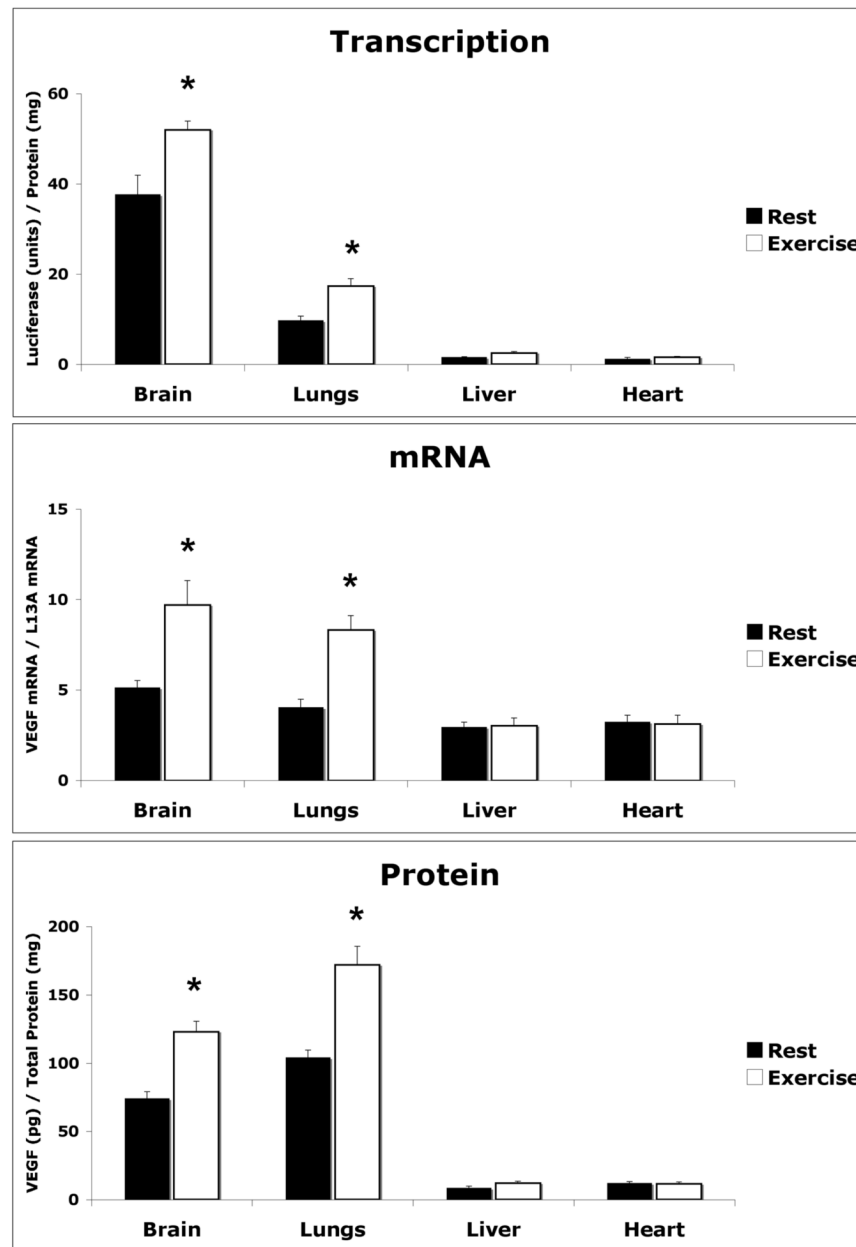 Transcription
Luciferase (units) / Protein (mg)
60
40
20
0
*
*
Brain Lungs Liver Heart
Rest
Exercise
mRNA
VEGF mRNA / L13A mRNA
15
10
5
0
*
*
Brain Lungs Liver Heart
Rest
Exercise
Protein
VEGF (pg) / Total Protein (mg)
200
150
100
50
0
*
*
Brain Lungs Liver Heart
Rest
Exercise